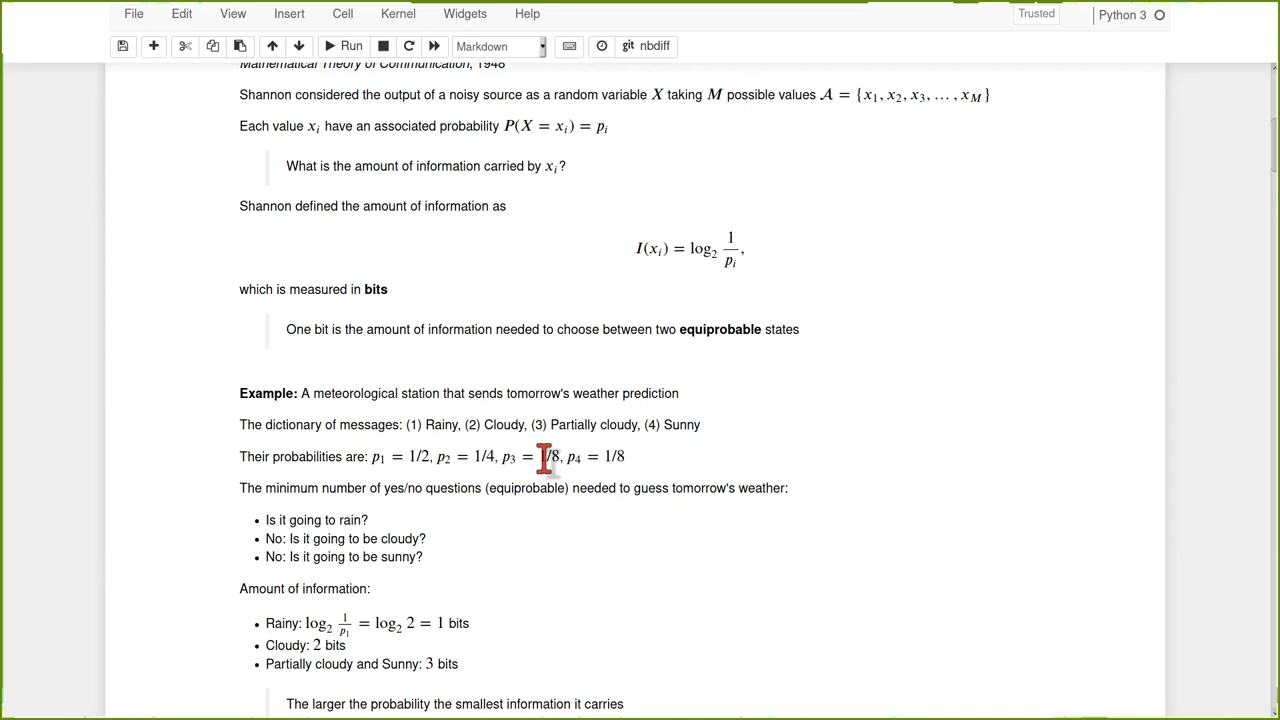 File Edit View Insert Cell Kernel Widgets Help Trusted Python 3
Run Markdown git nbdiff
Mathematical Theory of Communication, 1948
Shannon considered the output of a noisy source as a random variable X taking M possible values 𝒜 = {x₁, x₂, x₃, …, x_M}
Each value xᵢ have an associated probability P(X = xᵢ) = pᵢ
What is the amount of information carried by xᵢ?
Shannon defined the amount of information as
I(xᵢ) = log₂ 1/pᵢ,
which is measured in bits
One bit is the amount of information needed to choose between two equiprobable states
Example: A meteorological station that sends tomorrow's weather prediction
The dictionary of messages: (1) Rainy, (2) Cloudy, (3) Partially cloudy, (4) Sunny
Their probabilities are: p₁ = 1/2, p₂ = 1/4, p₃ = 1/8, p₄ = 1/8
The minimum number of yes/no questions (equiprobable) needed to guess tomorrow's weather:
• Is it going to rain?
• No: Is it going to be cloudy?
• No: Is it going to be sunny?
Amount of information:
• Rainy: log₂ 1/p₁ = log₂ 2 = 1 bits
• Cloudy: 2 bits
• Partially cloudy and Sunny: 3 bits
The larger the probability the smallest information it carries